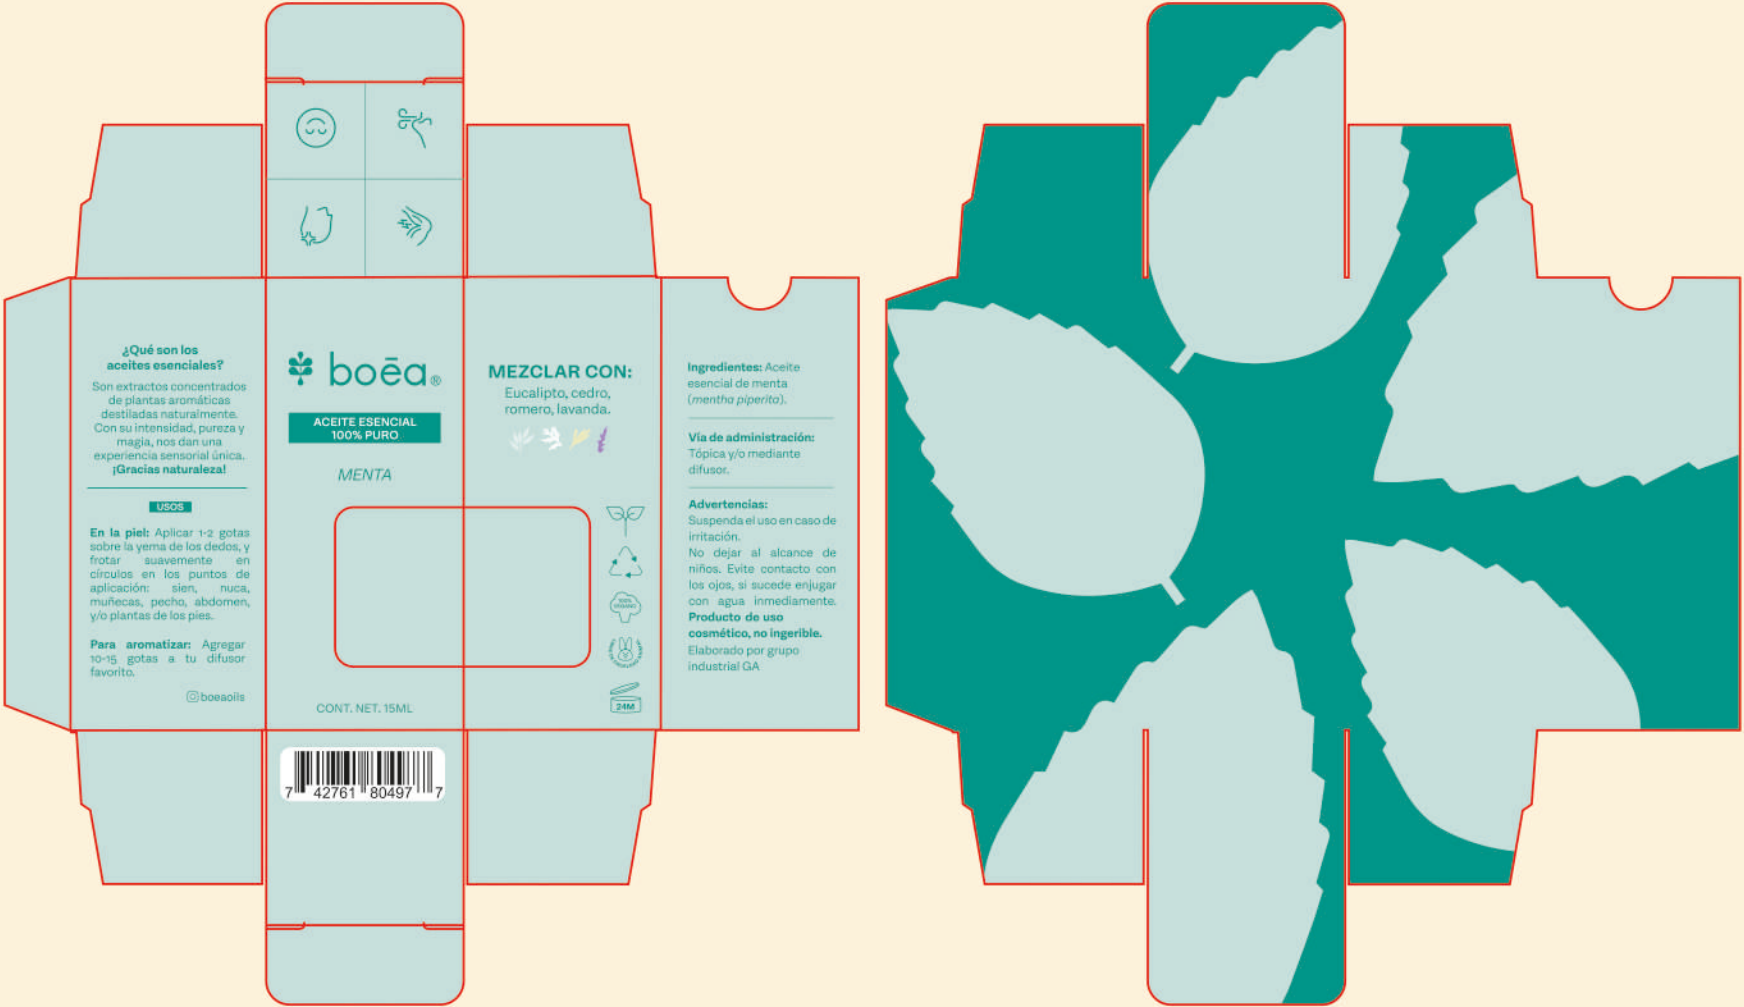 ¿Qué son los
aceites esenciales?
Son extractos concentrados
de plantas aromáticas
destiladas naturalmente.
Con su intensidad, pureza y
magia, nos dan una
experiencia sensorial única.
¡Gracias naturaleza!
USOS
En la piel: Aplicar 1-2 gotas
sobre la yema de los dedos, y
frotar suavemente en
círculos en los puntos de
aplicación: sien, nuca,
muñecas, pecho, abdomen,
y/o plantas de los pies.
Para aromatizar: Agregar
10-15 gotas a tu difusor
favorito.
boeaoils
boēa®
ACEITE ESENCIAL
100% PURO
MENTA
CONT. NET. 15ML
7 42761 80497 7
MEZCLAR CON:
Eucalipto, cedro,
romero, lavanda.
100%
24M
Ingredientes: Aceite
esencial de menta
(mentha piperita).
Vía de administración:
Tópica y/o mediante
difusor.
Advertencias:
Suspenda el uso en caso de
irritación.
No dejar al alcance de
niños. Evite contacto con
los ojos, si sucede enjugar
con agua inmediamente.
Producto de uso
cosmético, no ingerible.
Elaborado por grupo
industrial GA